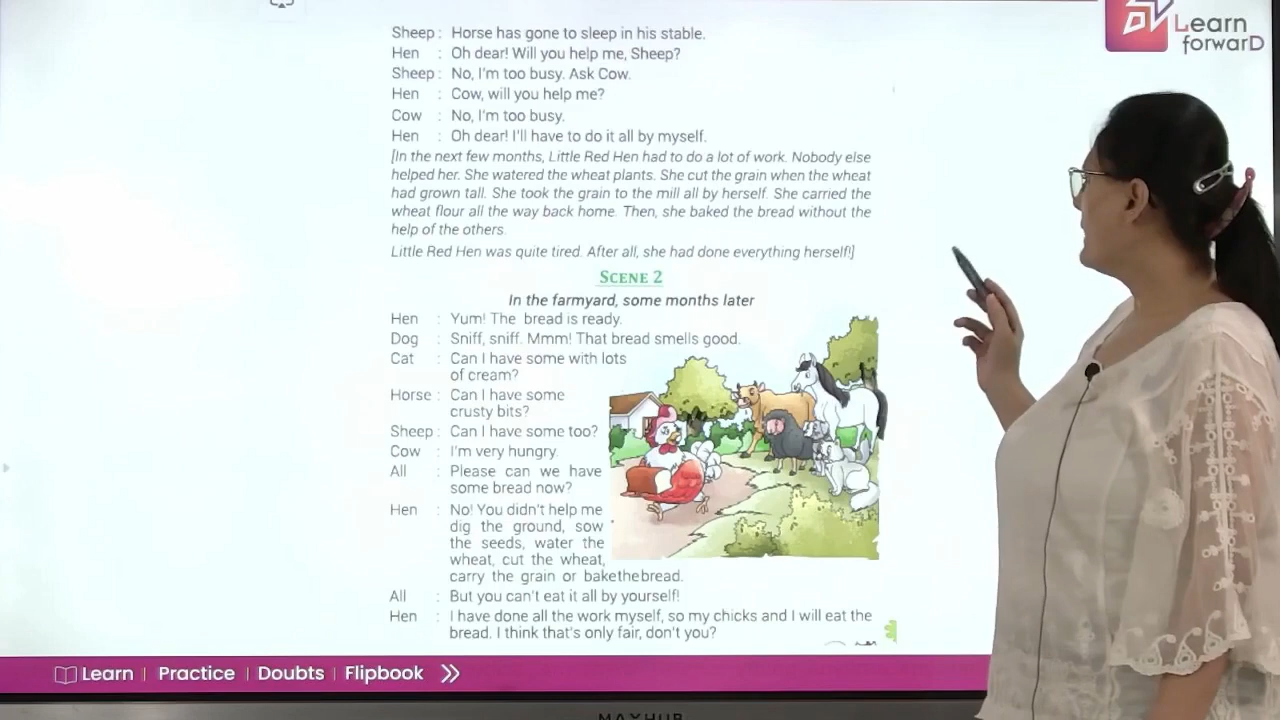 Learn
forwarD
Sheep : Horse has gone to sleep in his stable.
Hen : Oh dear! Will you help me, Sheep?
Sheep : No, I'm too busy. Ask Cow.
Hen : Cow, will you help me?
Cow : No, I'm too busy.
Hen : Oh dear! I'll have to do it all by myself.
[In the next few months, Little Red Hen had to do a lot of work. Nobody else
helped her. She watered the wheat plants. She cut the grain when the wheat
had grown tall. She took the grain to the mill all by herself. She carried the
wheat flour all the way back home. Then, she baked the bread without the
help of the others.
Little Red Hen was quite tired. After all, she had done everything herself!]
SCENE 2
In the farmyard, some months later
Hen : Yum! The bread is ready.
Dog : Sniff, sniff. Mmm! That bread smells good.
Cat : Can I have some with lots
of cream?
Horse : Can I have some
crusty bits?
Sheep : Can I have some too?
Cow : I'm very hungry.
All : Please can we have
some bread now?
Hen : No! You didn't help me
dig the ground, sow
the seeds, water the
wheat, cut the wheat,
carry the grain or bakethebread.
All : But you can't eat it all by yourself!
Hen : I have done all the work myself, so my chicks and I will eat the
bread. I think that's only fair, don't you?
Learn | Practice | Doubts | Flipbook
MAXHUB